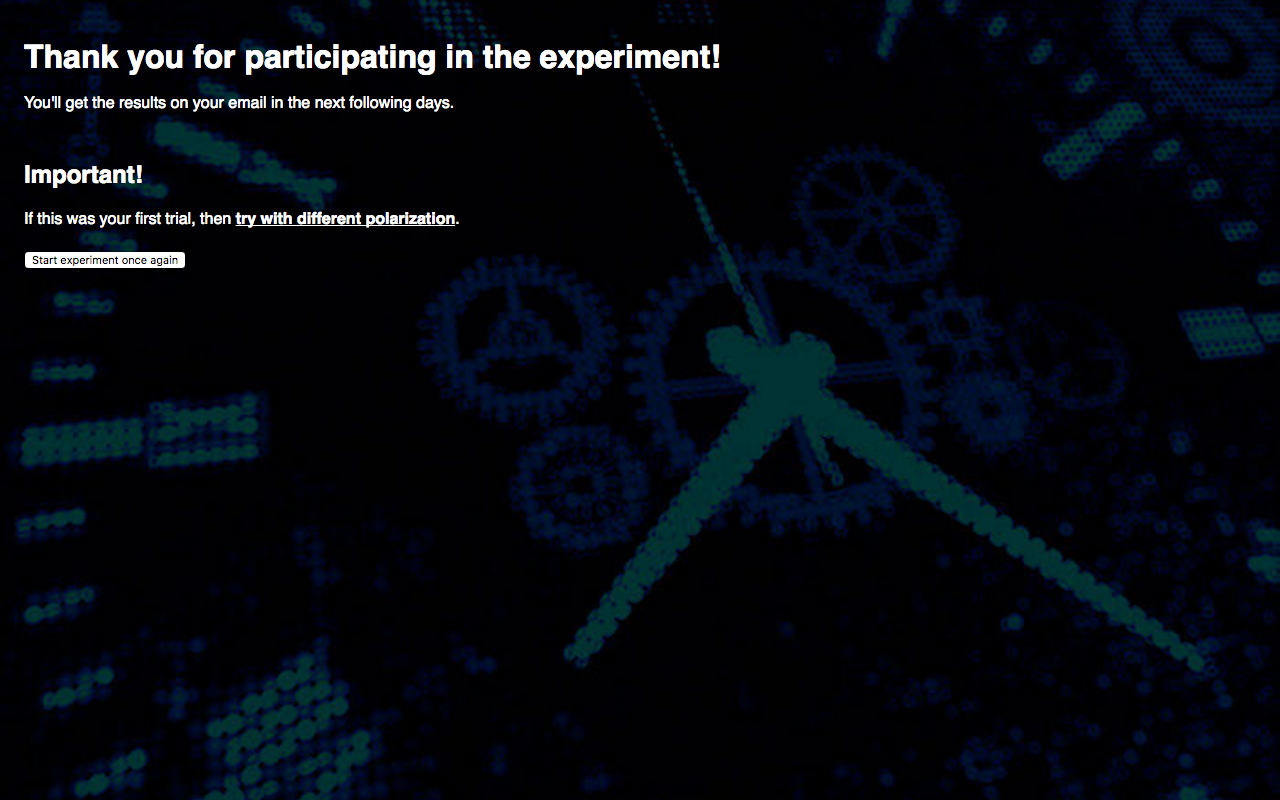 Thank you for participating in the experiment!
You'll get the results on your email in the next following days.
Important!
If this was your first trial, then try with different polarization.
Start experiment once again